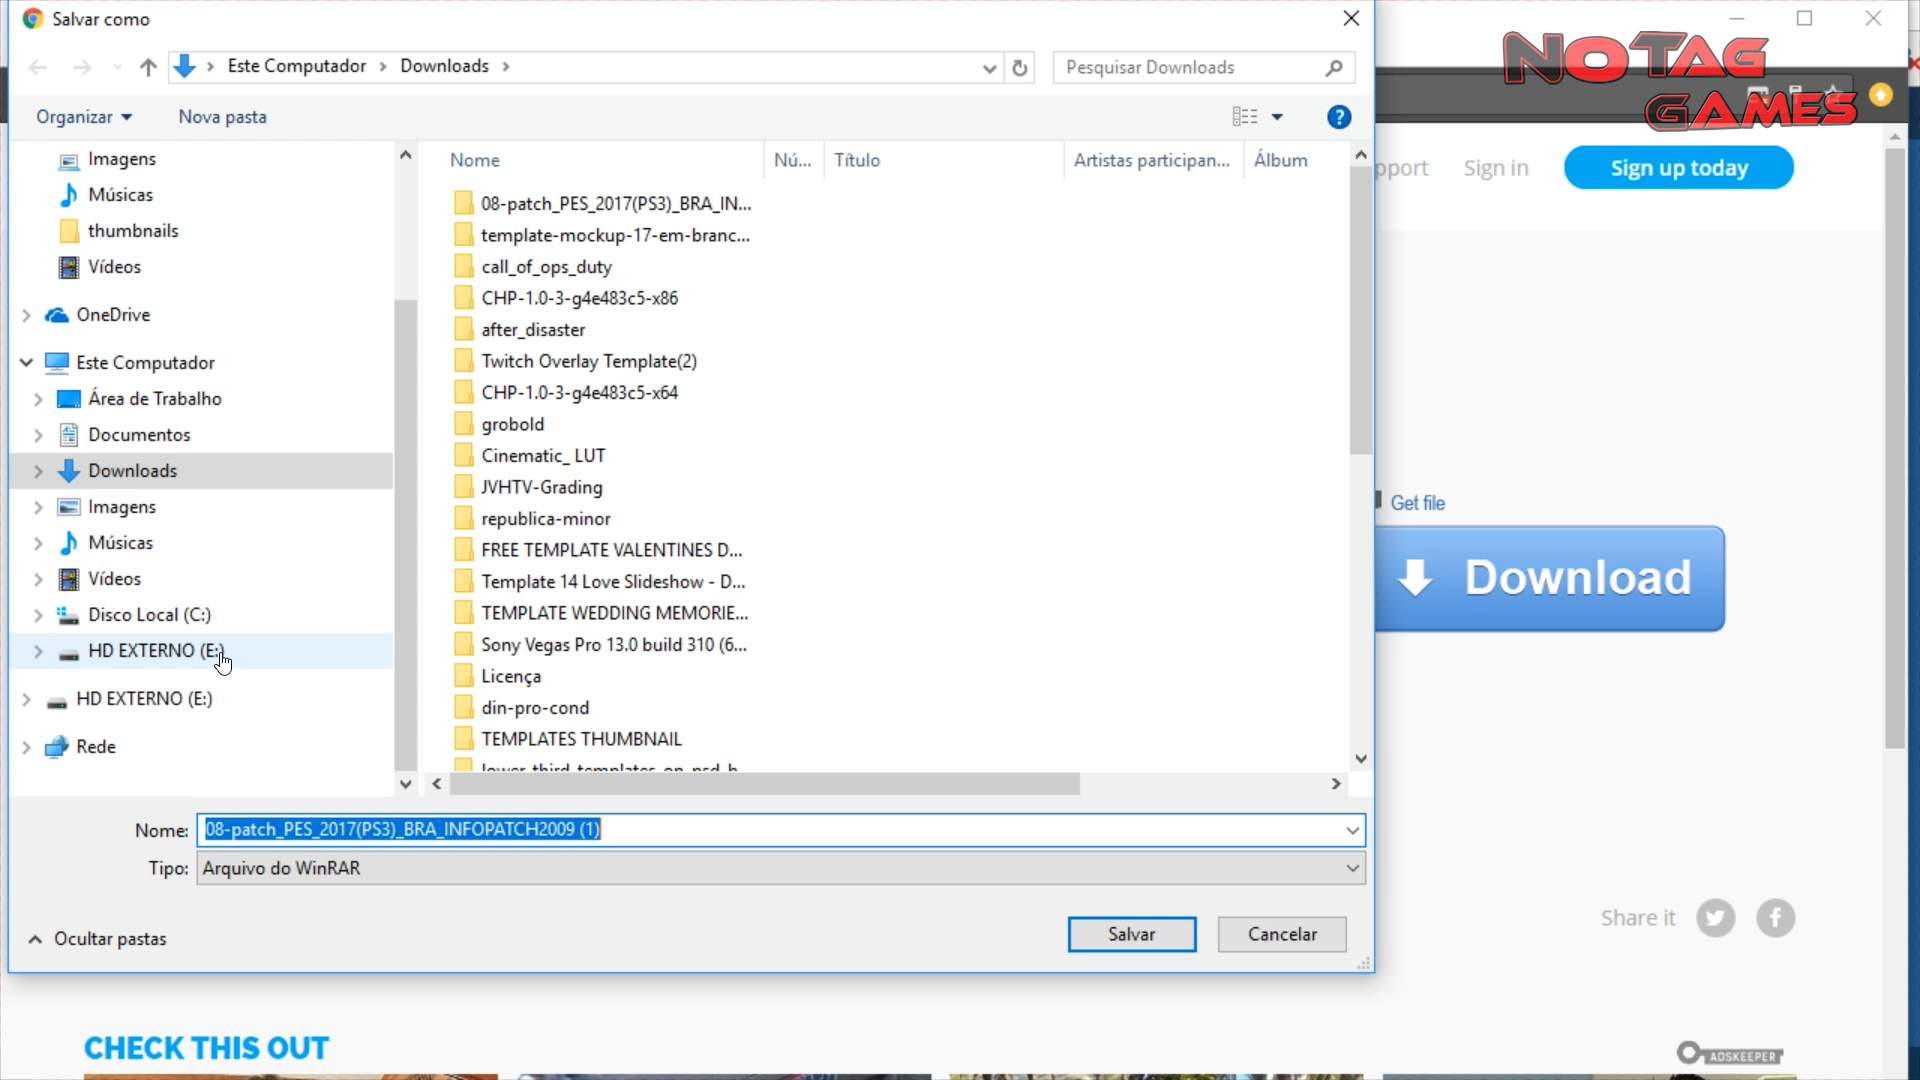 Salvar como
Este Computador
Downloads
Pesquisar Downloads
Organizar
Nova pasta
?
Imagens
Músicas
thumbnails
Vídeos
OneDrive
Este Computador
Área de Trabalho
Documentos
Downloads
Imagens
Músicas
Vídeos
Disco Local (C:)
HD EXTERNO (E:)
HD EXTERNO (E:)
Rede
Nome
Nú...
Título
Artistas participan...
Álbum
08-patch_PES_2017(PS3)_BRA_IN...
template-mockup-17-em-branc...
call_of_ops_duty
CHP-1.0-3-g4e483c5-x86
after_disaster
Twitch Overlay Template(2)
CHP-1.0-3-g4e483c5-x64
grobold
Cinematic_ LUT
JVHTV-Grading
republica-minor
FREE TEMPLATE VALENTINES D...
Template 14 Love Slideshow - D...
TEMPLATE WEDDING MEMORIE...
Sony Vegas Pro 13.0 build 310 (6...
Licença
din-pro-cond
TEMPLATES THUMBNAIL
Nome: 08-patch_PES_2017(PS3)_BRA_INFOPATCH2009 (1)
Tipo: Arquivo do WinRAR
Ocultar pastas
Salvar
Cancelar
NoTag
Games
pport
Sign in
Sign up today
Get file
Download
Share it
CHECK THIS OUT
ADSKEEPER